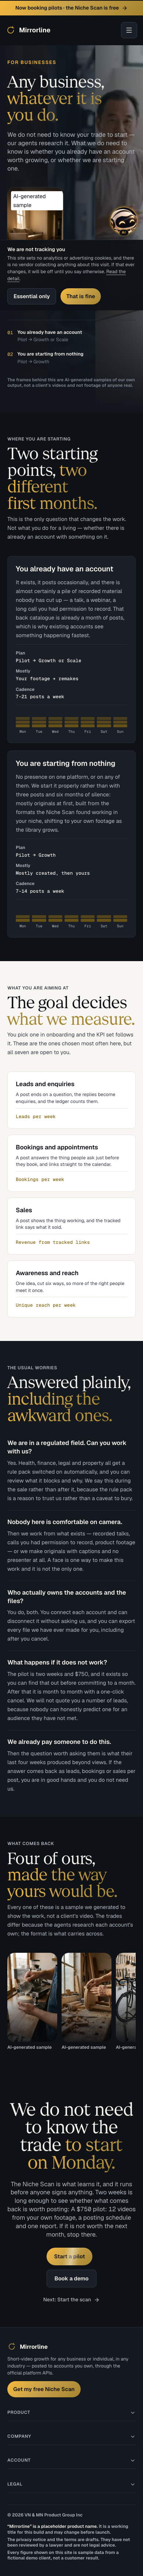 Now booking pilots · the Niche Scan is free →
Mirrorline
FOR BUSINESSES
Any business,
whatever it is
you do.
We do not need to know your trade to start —
our agents research it. What we do need to
know is whether you already have an account
worth growing, or whether we are starting
one.
AI-generated
sample
We are not tracking you
This site sets no analytics or advertising cookies, and there
is no vendor collecting anything about this visit. If that ever
changes, it will be off until you say otherwise. Read the
detail.
Essential only
That is fine
01 You already have an account
Pilot → Growth or Scale
02 You are starting from nothing
Pilot → Growth
The frames behind this are AI-generated samples of our own
output, not a client's videos and not footage of anyone real.
WHERE YOU ARE STARTING
Two starting
points, two
different
first months.
This is the only question that changes the work.
Not what you do for a living — whether there is
already an account with something in it.
You already have an account
It exists, it posts occasionally, and there is
almost certainly a pile of recorded material
nobody has cut up — a talk, a webinar, a
long call you had permission to record. That
back catalogue is already a month of posts,
which is why existing accounts see
something happening fastest.
Plan
Pilot → Growth or Scale
Mostly
Your footage + remakes
Cadence
7–21 posts a week
Mon Tue Wed Thu Fri Sat Sun
You are starting from nothing
No presence on one platform, or on any of
them. We start it properly rather than with
three posts and six months of silence:
mostly originals at first, built from the
formats the Niche Scan found working in
your niche, shifting to your own footage as
the library grows.
Plan
Pilot → Growth
Mostly
Mostly created, then yours
Cadence
7–14 posts a week
Mon Tue Wed Thu Fri Sat Sun
WHAT YOU ARE AIMING AT
The goal decides
what we measure.
You pick one in onboarding and the KPI set follows
it. These are the ones chosen most often here, but
all seven are open to you.
Leads and enquiries
A post ends on a question, the replies become
enquiries, and the ledger counts them.
Leads per week
Bookings and appointments
A post answers the thing people ask just before
they book, and links straight to the calendar.
Bookings per week
Sales
A post shows the thing working, and the tracked
link says what it sold.
Revenue from tracked links
Awareness and reach
One idea, cut six ways, so more of the right people
meet it once.
Unique reach per week
THE USUAL WORRIES
Answered plainly,
including the
awkward ones.
We are in a regulated field. Can you work
with us?
Yes. Health, finance, legal and property all get a
rule pack switched on automatically, and you can
review what it blocks and why. We say this during
the sale rather than after it, because the rule pack
is a reason to trust us rather than a caveat to bury.
Nobody here is comfortable on camera.
Then we work from what exists — recorded talks,
calls you had permission to record, product footage
— or we make originals with captions and no
presenter at all. A face is one way to make this
work and it is not the only one.
Who actually owns the accounts and the
files?
You do, both. You connect each account and can
disconnect it without asking us, and you can export
every file we have ever made for you, including
after you cancel.
What happens if it does not work?
The pilot is two weeks and $750, and it exists so
you can find that out before committing to a month.
After that it is month to month with a one-click
cancel. We will not quote you a number of leads,
because nobody can honestly predict one for an
audience they have not met.
We already pay someone to do this.
Then the question worth asking them is what their
last two weeks produced beyond views. If the
answer comes back as leads, bookings or sales per
post, you are in good hands and you do not need
us.
WHAT COMES BACK
Four of ours,
made the way
yours would be.
Every one of these is a sample we generated to
show the work, not a client's video. The trades
differ because the agents research each account's
own; the format is what carries across.
AI-generated sample
AI-generated sample
We do not need
to know the
trade to start
on Monday.
The Niche Scan is what learns it, and it runs
before anyone signs anything. Two weeks is
long enough to see whether what comes
back is worth posting:
from your own footage, a posting schedule
and one report. If it is not worth the next
month, stop there.
Start a pilot
Book a demo
Next: Start the scan →
Mirrorline
Short-video growth for any business or individual, in any
industry — posted to accounts you own, through the
official platform APIs.
Get my free Niche Scan
PRODUCT
COMPANY
ACCOUNT
LEGAL
© 2026 VN & MN Product Group Inc
"Mirrorline" is a placeholder product name. It is a working
title for this build and may change before launch.
The privacy notice and the terms are drafts. They have not
been reviewed by a lawyer and are not legal advice.
Every figure shown on this site is sample data from a
fictional demo client, not a customer result.